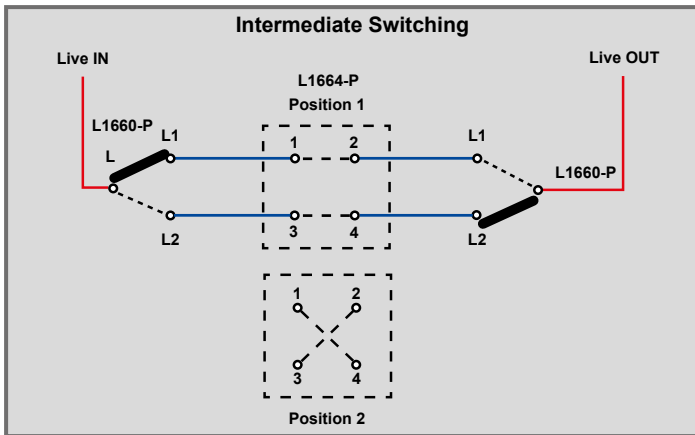 Intermediate Switching
Live IN
Live OUT
L1664-P
Position 1
L1660-P
L1
1
2
L1
L
L1660-P
L2
3
4
L2
1
2
3
4
Position 2